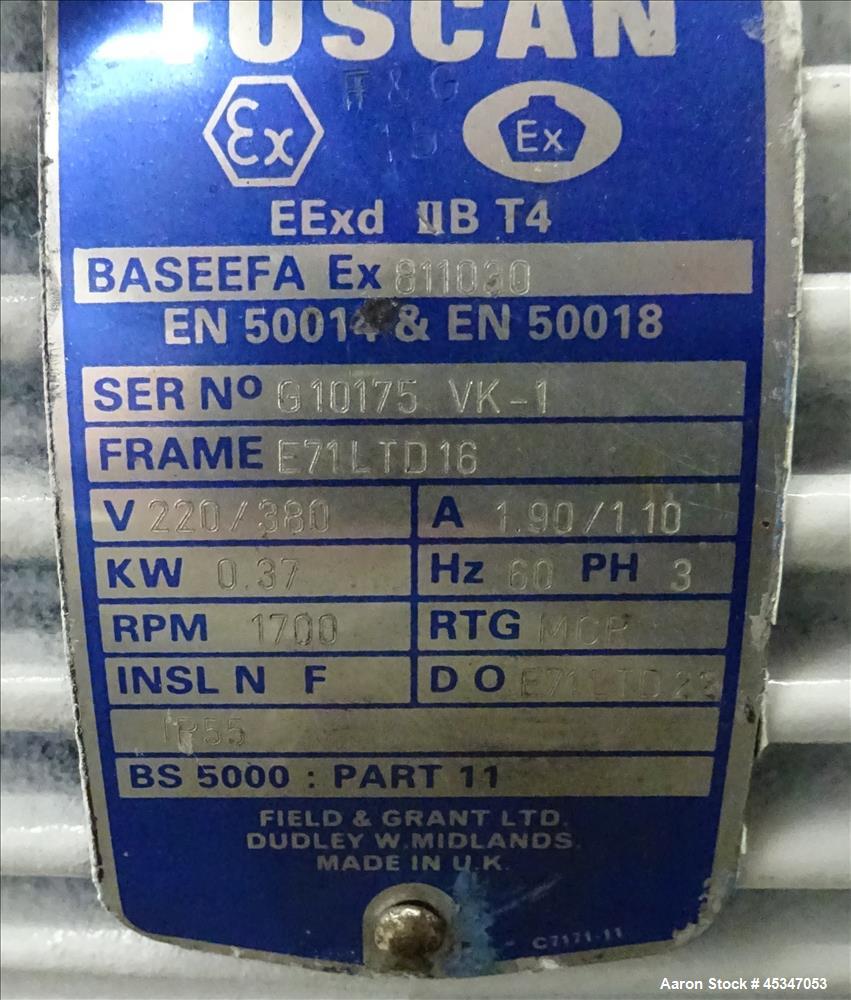 TUSCAN
F & G
15
Ex Ex
EExd IIB T4
BASEEFA Ex 811030
EN 50014 & EN 50018
SER Nº G10175 VK-1
FRAME E71LTD16
V 220/380 A 1.90/1.10
KW 0.37 Hz 60 PH 3
RPM 1700 RTG MCR
INSLN F DO
IP55
BS 5000 : PART 11
FIELD & GRANT LTD.
DUDLEY W. MIDLANDS.
MADE IN U.K.
C7171-11
Aaron Stock # 45347053